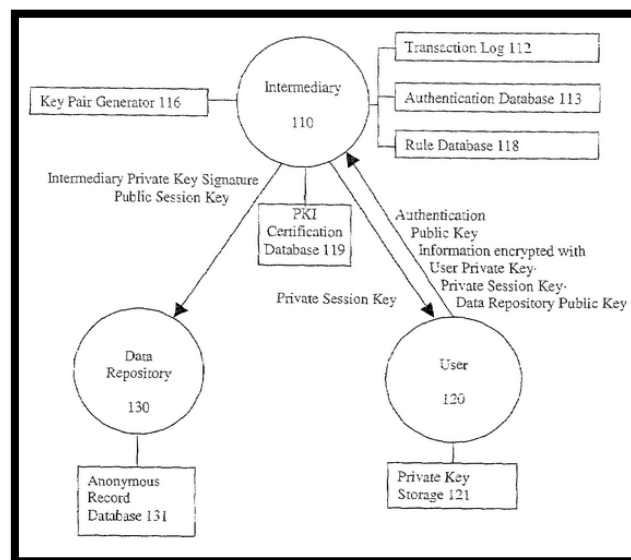 Transaction Log 112
Intermediary
110
Key Pair Generator 116
Authentication Database 113
Rule Database 118
Intermediary Private Key Signature
Public Session Key
PKI
Certification
Database 119
Authentication
Public Key
Information encrypted with
User Private Key·
Private Session Key·
Data Repository Public Key
Private Session Key
Data
Repository
130
User
120
Anonymous
Record
Database 131
Private Key
Storage 121